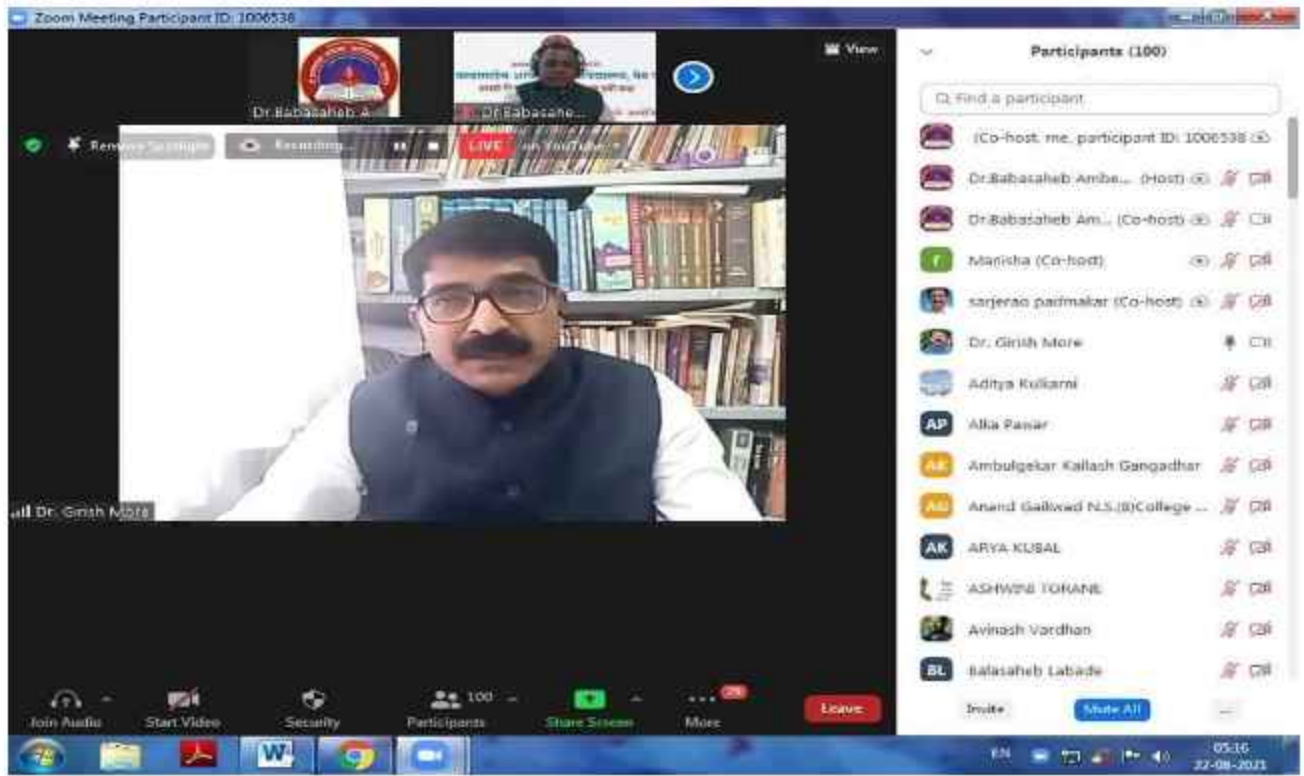 Zoom Meeting Participant ID: 1006538
View
Dr.Babasaheb A
Dr.Babasahe...
Remove Spotlight
Recording...
LIVE on YouTube
Dr. Girish More
Participants (100)
Find a participant
(Co-host, me, participant ID: 1006538
Dr.Babasaheb Ambe... (Host)
Dr.Babasaheb Am... (Co-host)
Manisha (Co-host)
sarjerao padmakar (Co-host)
Dr. Girish More
Aditya Kulkarni
AP Alka Pawar
AK Ambulgekar Kailash Gangadhar
AG Anand Gaikwad N.S.(B)College ...
AK ARYA KUBAL
ASHWINI TORANE
Avinash Vardhan
BL Balasaheb Labade
Invite
Mute All
...
Join Audio
Start Video
Security
100
Participants
Share Screen
More
Leave
EN
05:16
22-08-2021